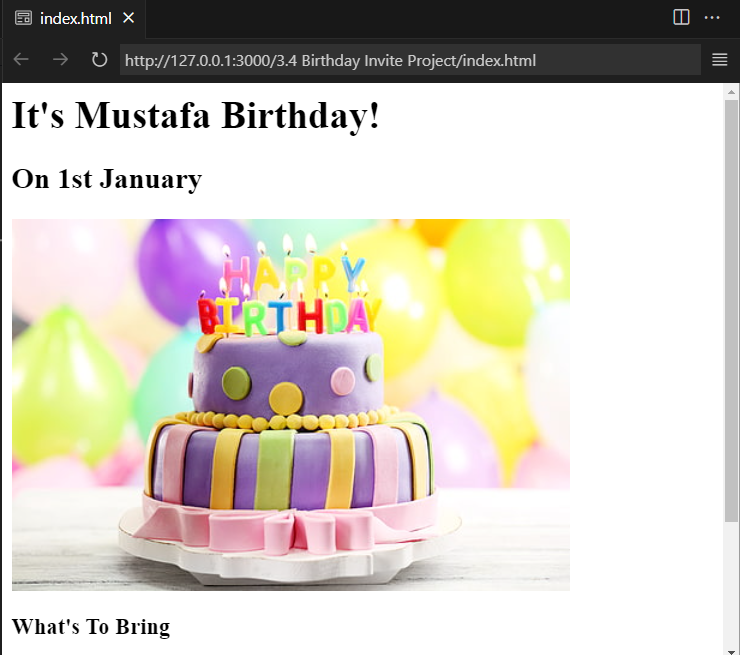 index.html
http://127.0.0.1:3000/3.4 Birthday Invite Project/index.html
It's Mustafa Birthday!
On 1st January
HAPPY
BIRTHDAY
What's To Bring